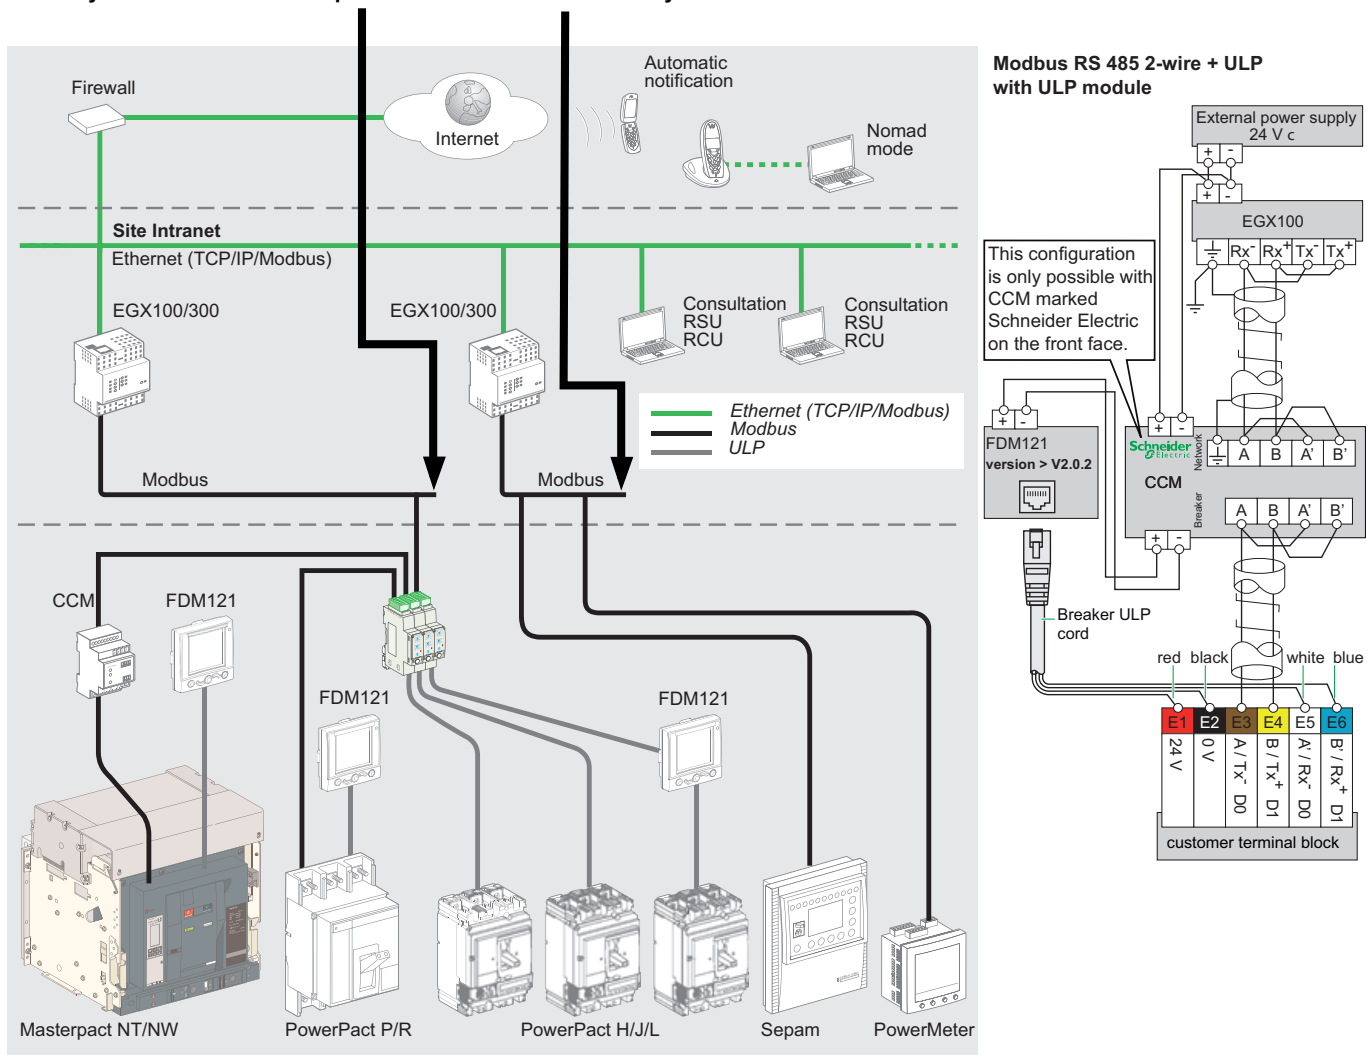 Firewall
Internet
Automatic
notification
Nomad
mode
Site Intranet
Ethernet (TCP/IP/Modbus)
EGX100/300
EGX100/300
Consultation
RSU
RCU
Consultation
RSU
RCU
Ethernet (TCP/IP/Modbus)
Modbus
ULP
Modbus
Modbus
CCM
FDM121
FDM121
FDM121
Masterpact NT/NW
PowerPact P/R
PowerPact H/J/L
Sepam
PowerMeter
Modbus RS 485 2-wire + ULP
with ULP module
External power supply
24 V c
+ -
+ -
EGX100
Rx- Rx+ Tx- Tx+
This configuration
is only possible with
CCM marked
Schneider Electric
on the front face.
+ -
FDM121
version > V2.0.2
+ -
Schneider
Electric
Network
A B A' B'
CCM
Breaker
A B A' B'
+ -
Breaker ULP
cord
red black white blue
E1 E2 E3 E4 E5 E6
24 V
0 V
A / Tx- D0
B / Tx+ D1
A' / Rx- D0
B' / Rx+ D1
customer terminal block